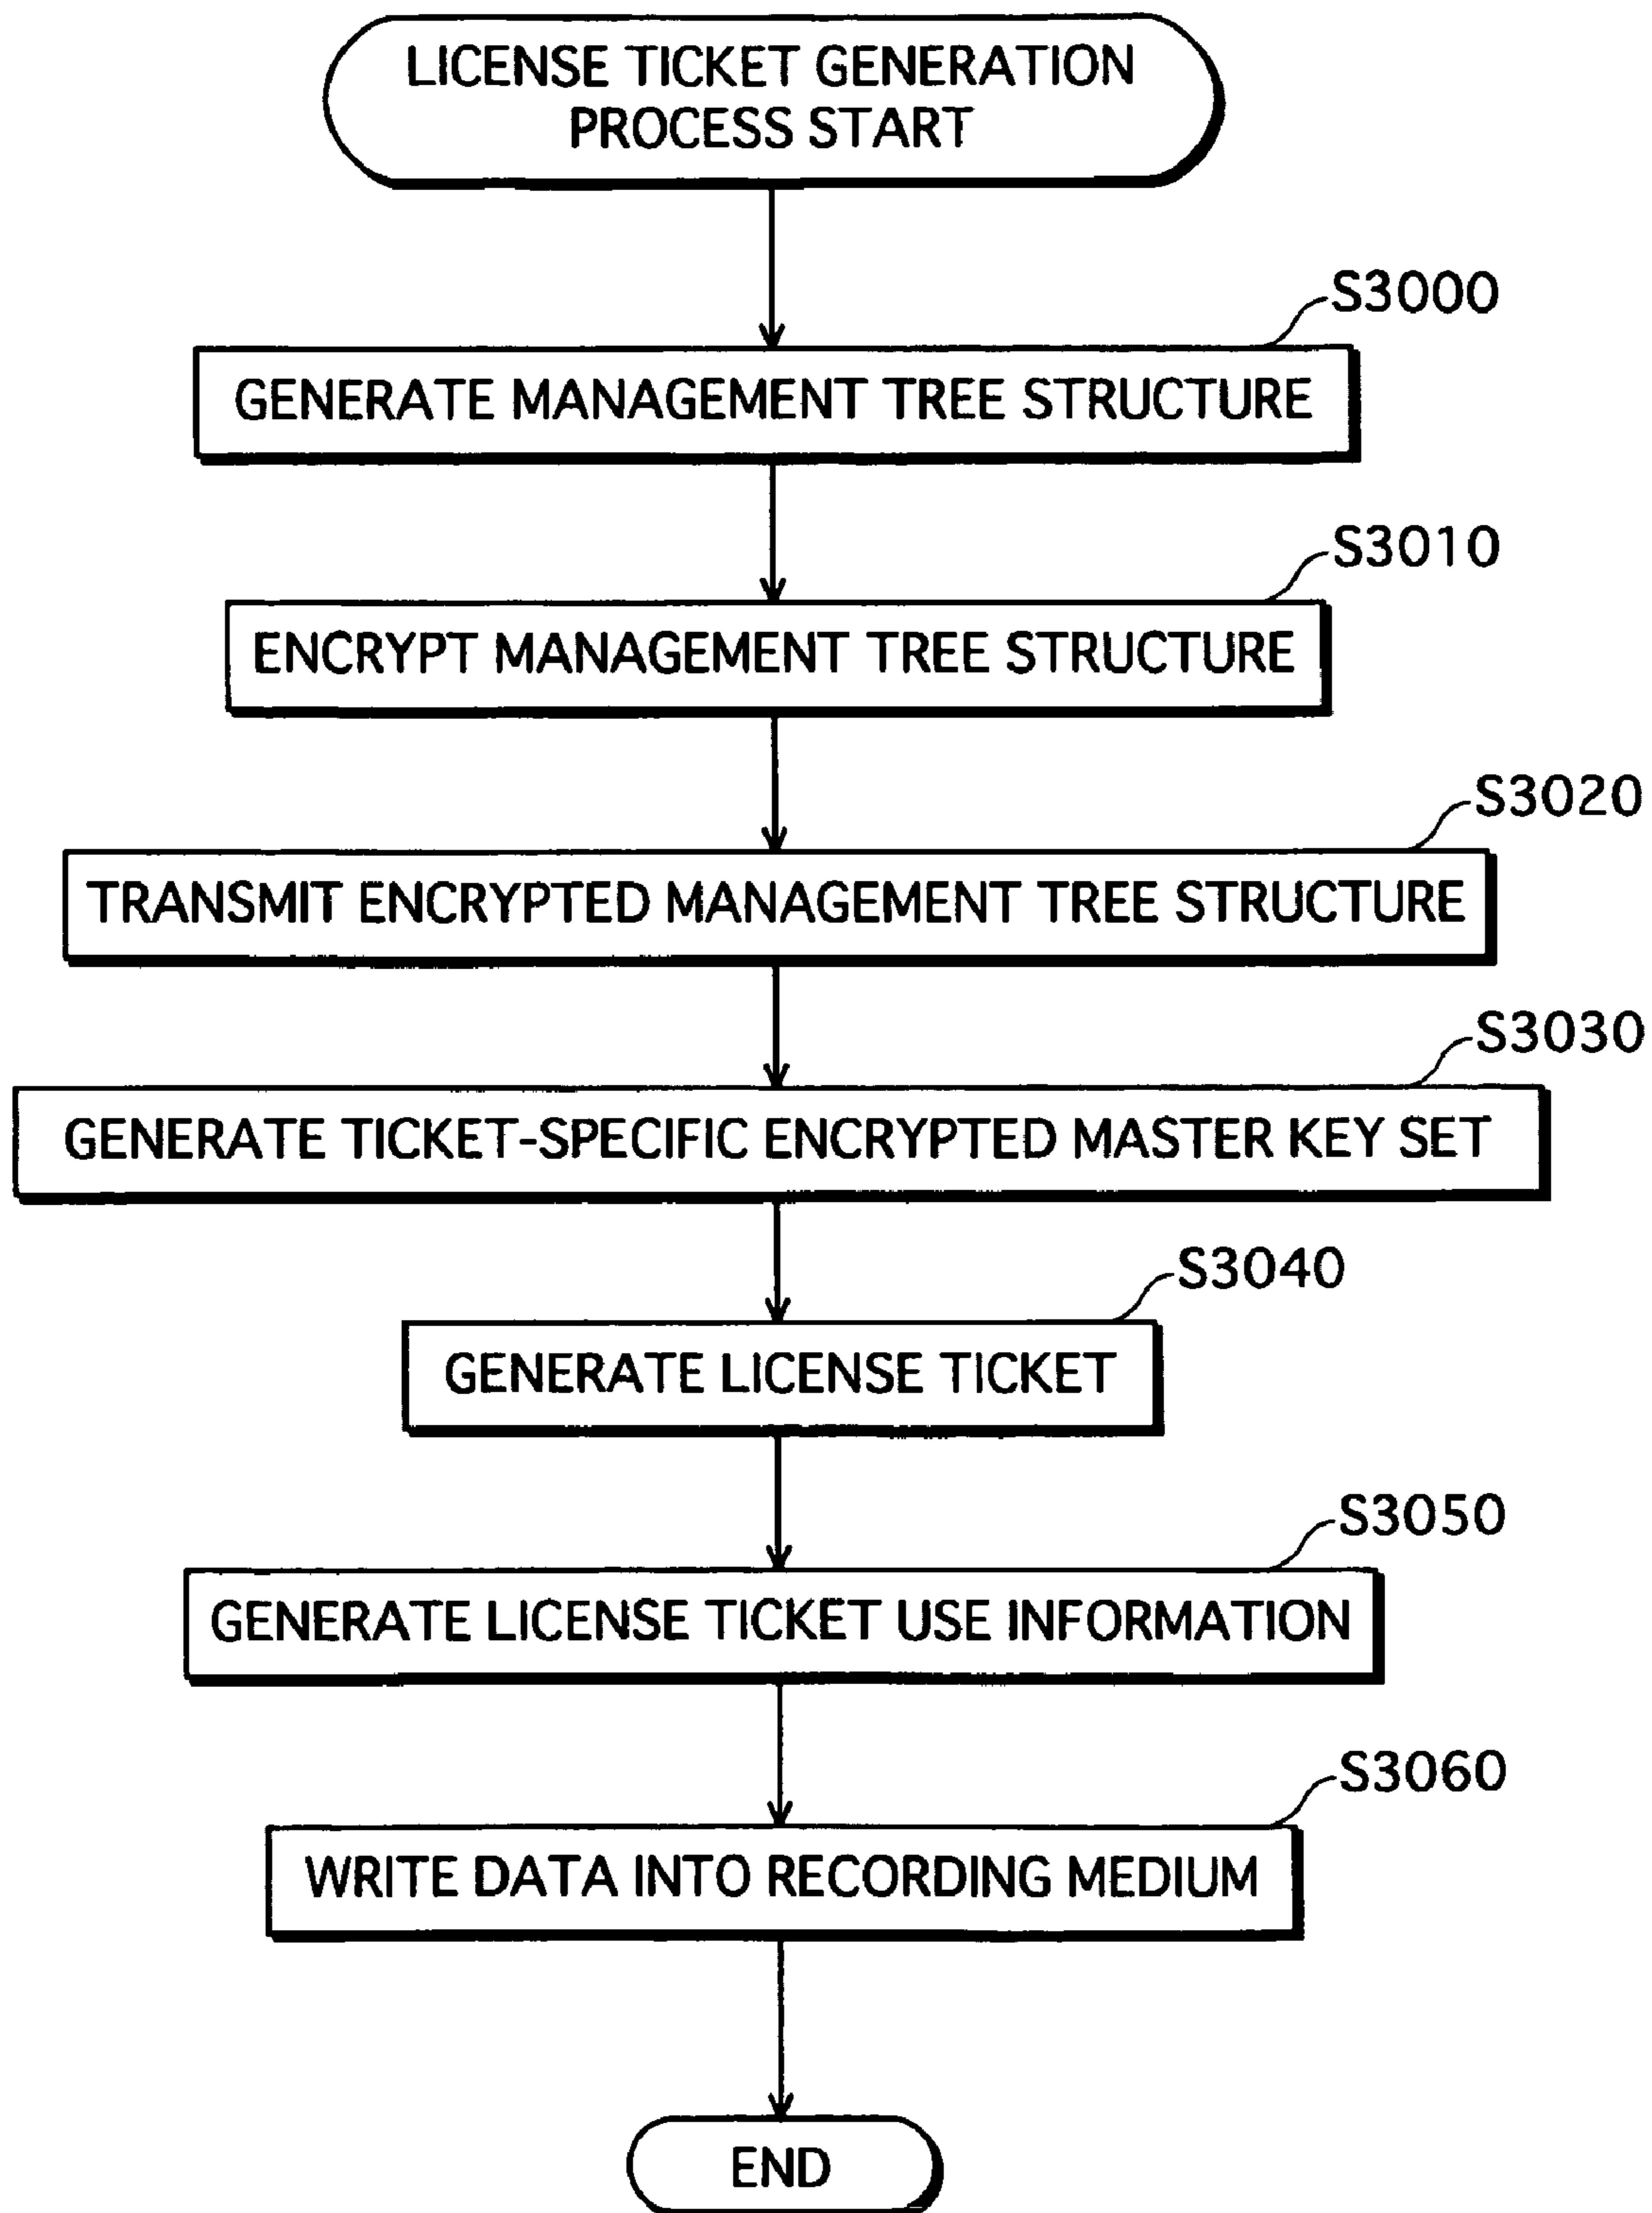 LICENSE TICKET GENERATION
PROCESS START
S3000
GENERATE MANAGEMENT TREE STRUCTURE
S3010
ENCRYPT MANAGEMENT TREE STRUCTURE
S3020
TRANSMIT ENCRYPTED MANAGEMENT TREE STRUCTURE
S3030
GENERATE TICKET-SPECIFIC ENCRYPTED MASTER KEY SET
S3040
GENERATE LICENSE TICKET
S3050
GENERATE LICENSE TICKET USE INFORMATION
S3060
WRITE DATA INTO RECORDING MEDIUM
END